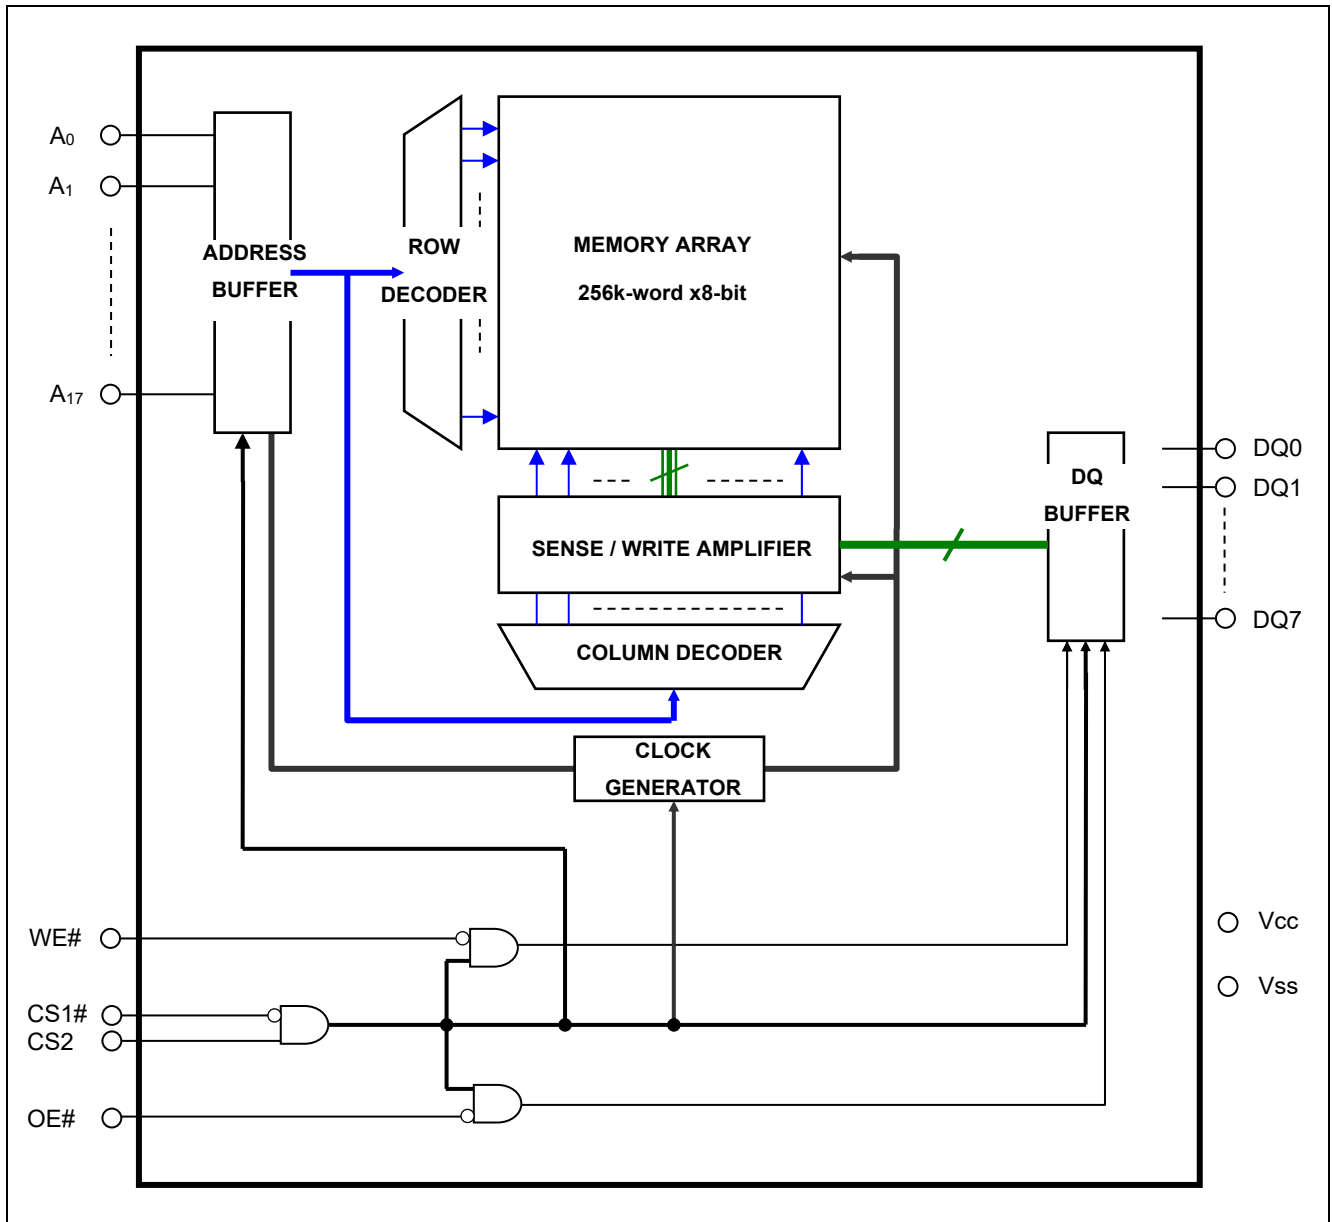 A0
A1
A17
ADDRESS
BUFFER
ROW
DECODER
MEMORY ARRAY
256k-word x8-bit
SENSE / WRITE AMPLIFIER
COLUMN DECODER
CLOCK
GENERATOR
DQ
BUFFER
DQ0
DQ1
DQ7
WE#
CS1#
CS2
OE#
Vcc
Vss